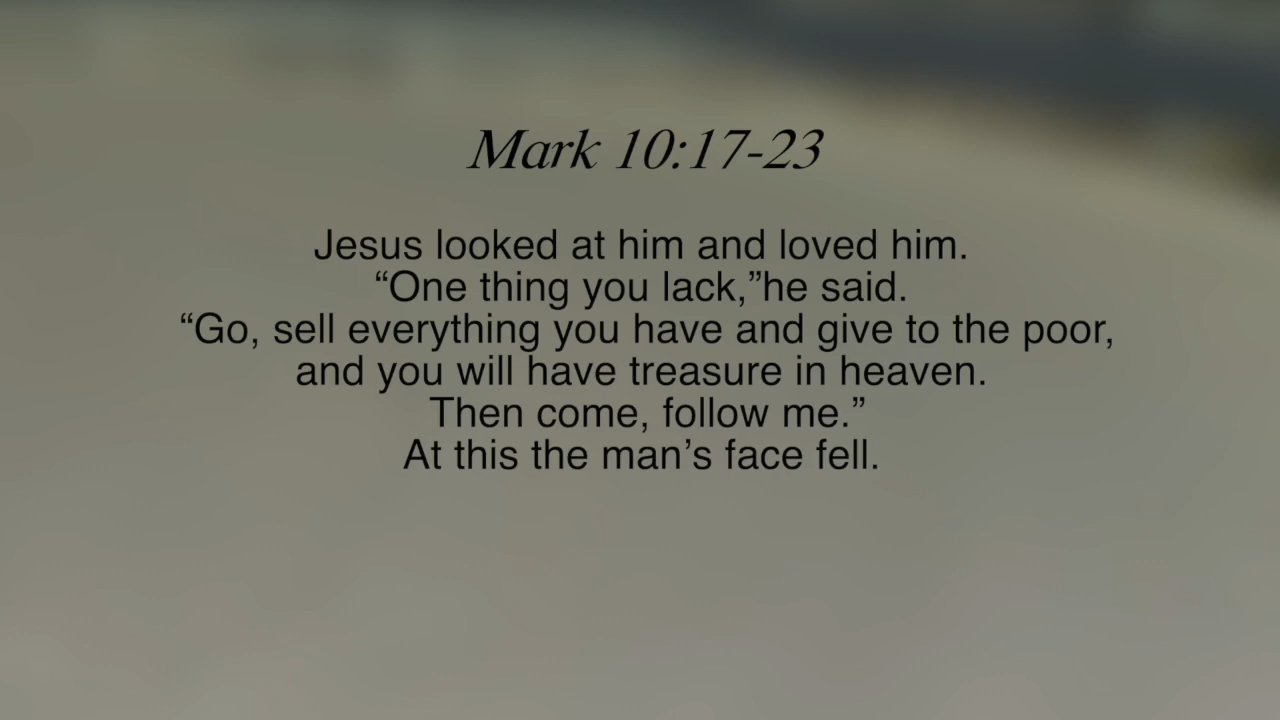 Mark 10:17-23
Jesus looked at him and loved him.
“One thing you lack,”he said.
“Go, sell everything you have and give to the poor,
and you will have treasure in heaven.
Then come, follow me.”
At this the man’s face fell.